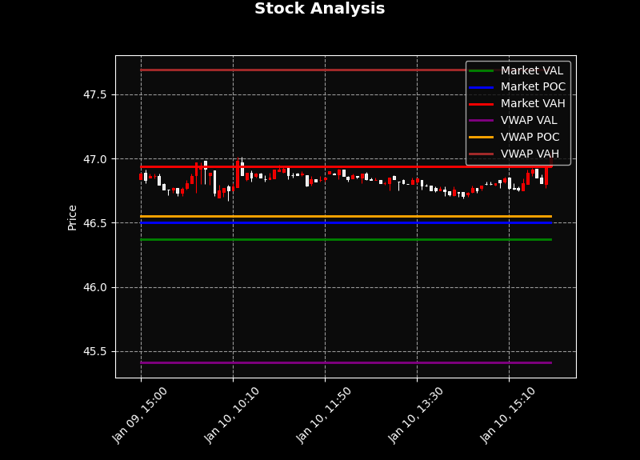 Stock Analysis
Market VAL
Market POC
Market VAH
VWAP VAL
VWAP POC
VWAP VAH
47.5
47.0
46.5
46.0
45.5
Price
Jan 09, 15:00
Jan 10, 10:10
Jan 10, 11:50
Jan 10, 13:30
Jan 10, 15:10